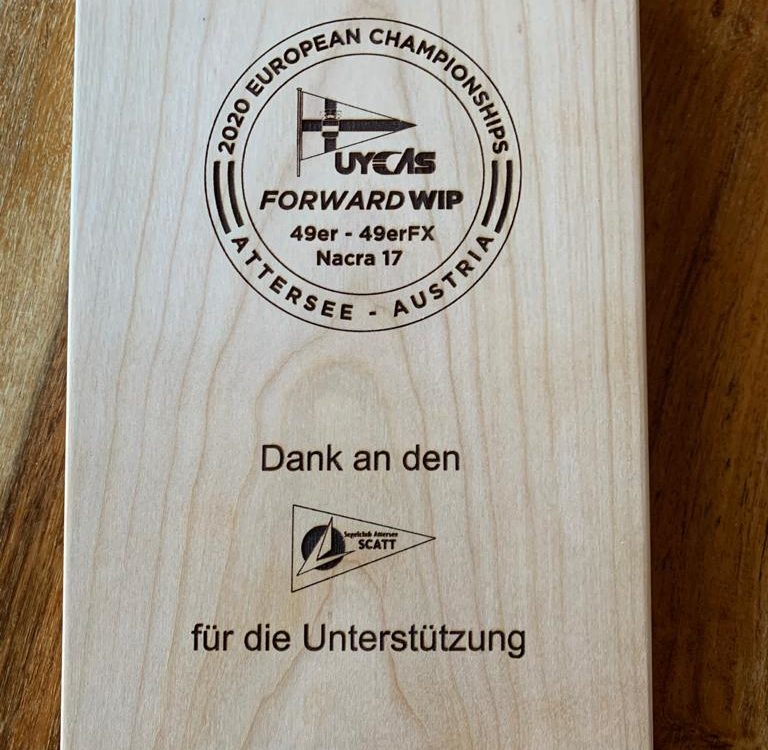 2020 EUROPEAN CHAMPIONSHIPS
UYCAS
FORWARD WIP
49er - 49erFX
Nacra 17
ATTERSEE - AUSTRIA
Dank an den
Segelclub Attersee
SCATT
für die Unterstützung